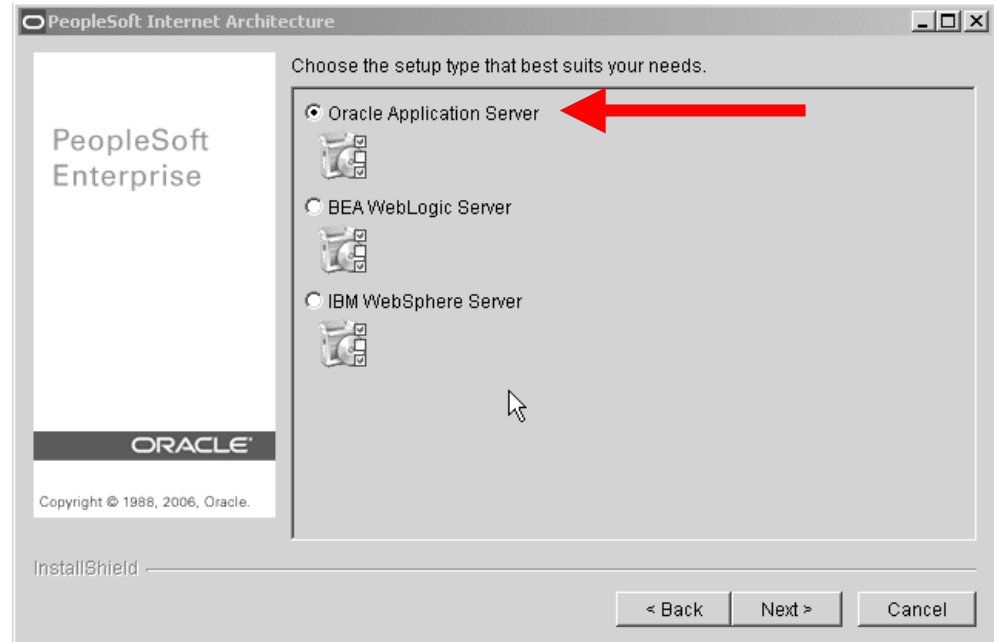 PeopleSoft Internet Architecture
Choose the setup type that best suits your needs.
Oracle Application Server
PeopleSoft
Enterprise
BEA WebLogic Server
IBM WebSphere Server
ORACLE
Copyright © 1988, 2006, Oracle.
InstallShield
< Back Next > Cancel